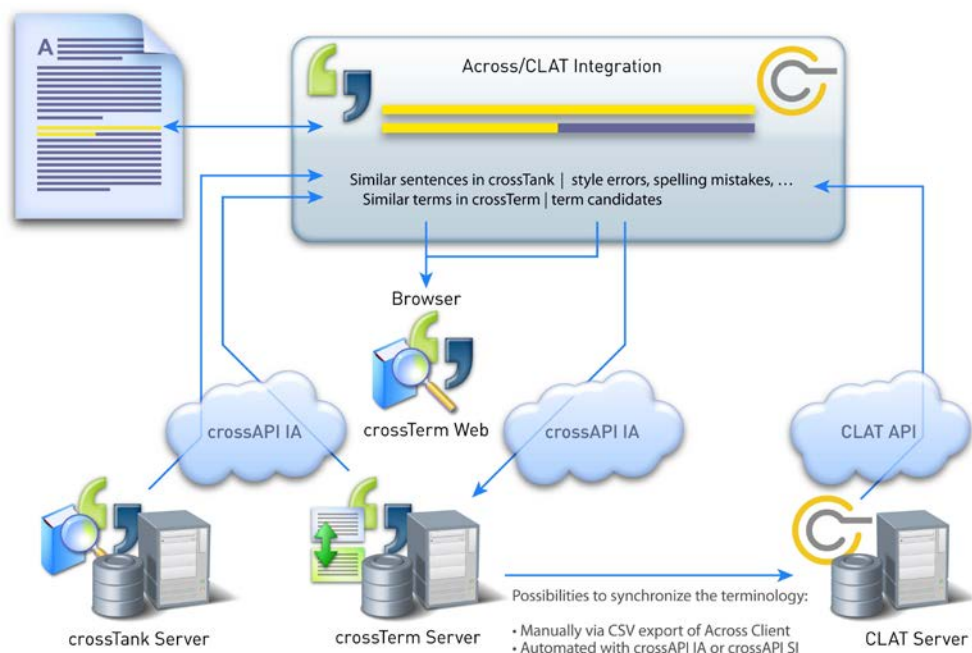 A
Across/CLAT Integration
Similar sentences in crossTank | style errors, spelling mistakes, ...
Similar terms in crossTerm | term candidates
Browser
crossTerm Web
crossAPI IA
crossAPI IA
CLAT API
crossTank Server
crossTerm Server
CLAT Server
Possibilities to synchronize the terminology:
• Manually via CSV export of Across Client
• Automated with crossAPI IA or crossAPI SI